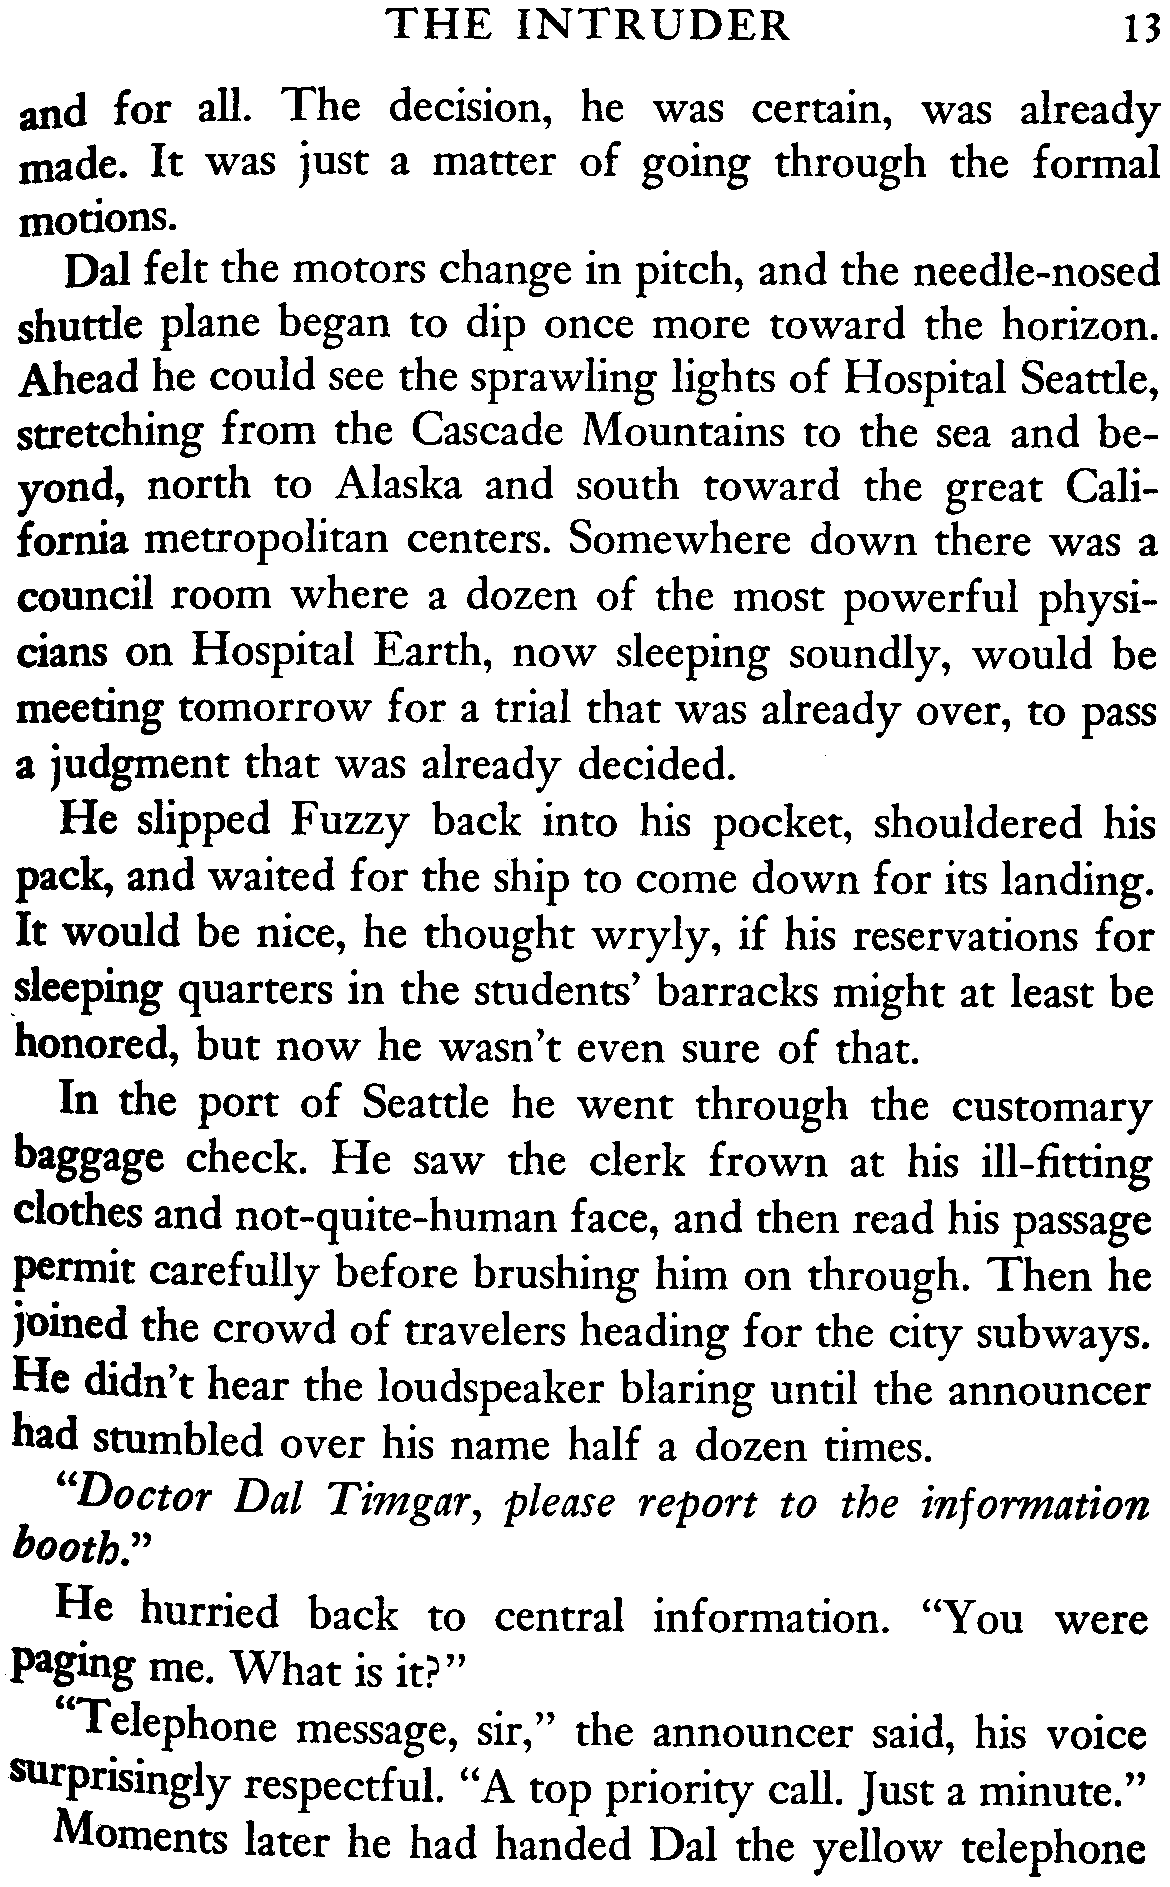 THE INTRUDER 13
and for all. The decision, he was certain, was already
made. It was just a matter of going through the formal
motions.
Dal felt the motors change in pitch, and the needle-nosed
shuttle plane began to dip once more toward the horizon.
Ahead he could see the sprawling lights of Hospital Seattle,
stretching from the Cascade Mountains to the sea and be-
yond, north to Alaska and south toward the great Cali-
fornia metropolitan centers. Somewhere down there was a
council room where a dozen of the most powerful physi-
cians on Hospital Earth, now sleeping soundly, would be
meeting tomorrow for a trial that was already over, to pass
a judgment that was already decided.
He slipped Fuzzy back into his pocket, shouldered his
pack, and waited for the ship to come down for its landing.
It would be nice, he thought wryly, if his reservations for
sleeping quarters in the students' barracks might at least be
honored, but now he wasn't even sure of that.
In the port of Seattle he went through the customary
baggage check. He saw the clerk frown at his ill-fitting
clothes and not-quite-human face, and then read his passage
permit carefully before brushing him on through. Then he
joined the crowd of travelers heading for the city subways.
He didn't hear the loudspeaker blaring until the announcer
had stumbled over his name half a dozen times.
"Doctor Dal Timgar, please report to the information
booth."
He hurried back to central information. "You were
paging me. What is it?"
"Telephone message, sir," the announcer said, his voice
surprisingly respectful. "A top priority call. Just a minute."
Moments later he had handed Dal the yellow telephone